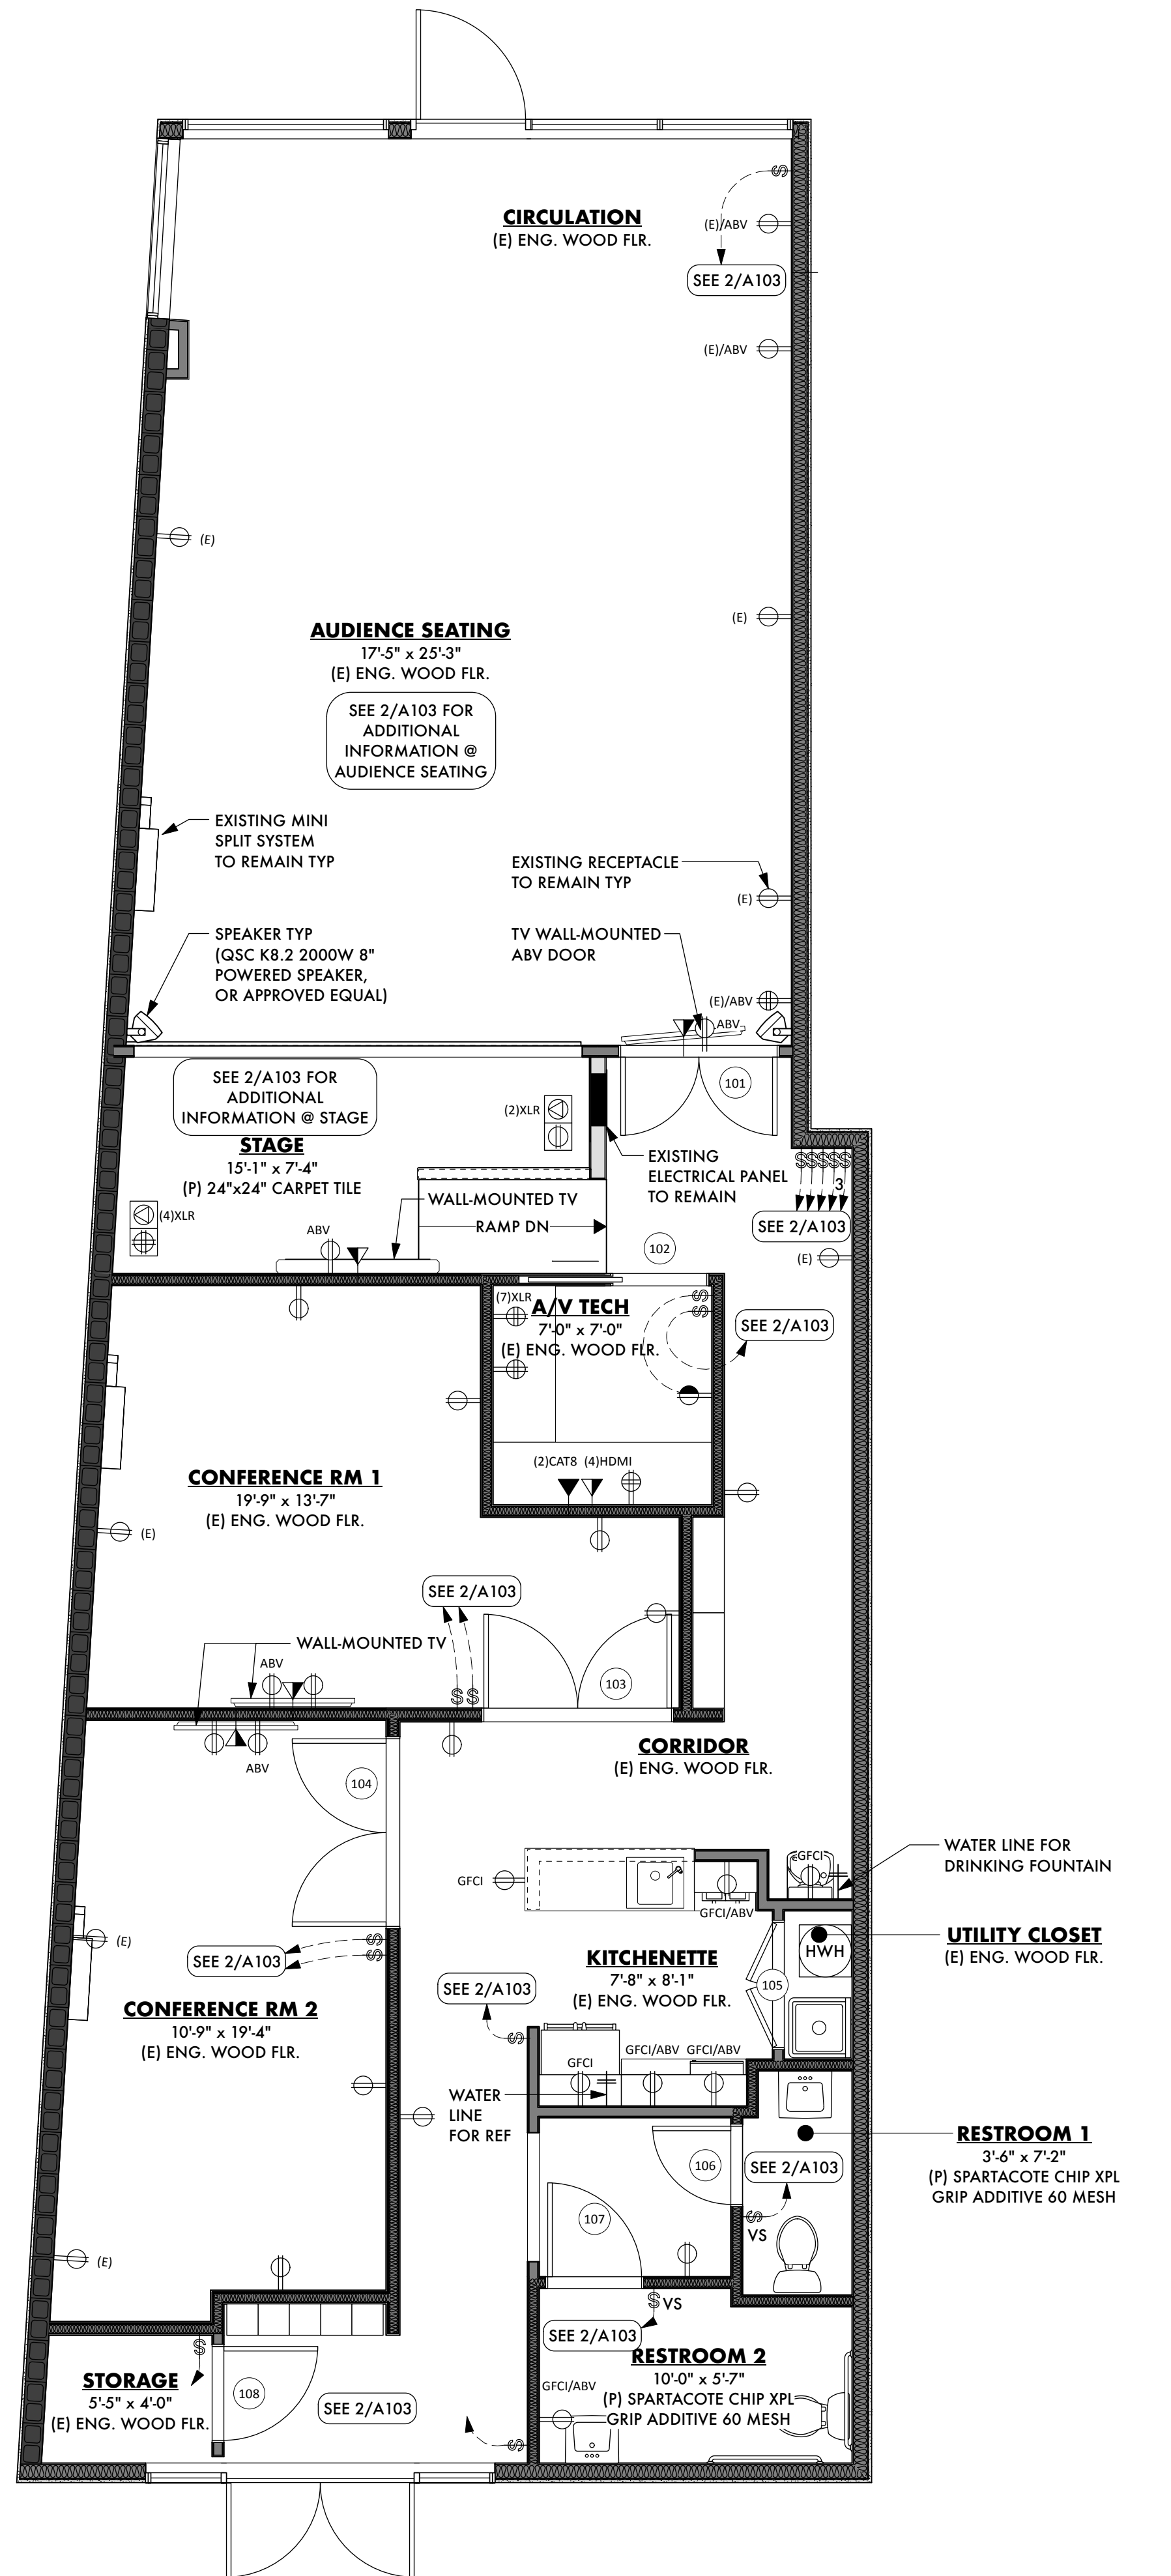 CIRCULATION
(E) ENG. WOOD FLR.
S
(E)/ABV
SEE 2/A103
(E)/ABV
(E)
(E)
AUDIENCE SEATING
17'-5" x 25'-3"
(E) ENG. WOOD FLR.
SEE 2/A103 FOR
ADDITIONAL
INFORMATION @
AUDIENCE SEATING
EXISTING MINI
SPLIT SYSTEM
TO REMAIN TYP
EXISTING RECEPTACLE
TO REMAIN TYP
(E)
SPEAKER TYP
(QSC K8.2 2000W 8"
POWERED SPEAKER,
OR APPROVED EQUAL)
TV WALL-MOUNTED
ABV DOOR
(E)/ABV
ABV
SEE 2/A103 FOR
ADDITIONAL
INFORMATION @ STAGE
STAGE
15'-1" x 7'-4"
(P) 24"x24" CARPET TILE
(2)XLR
101
EXISTING
ELECTRICAL PANEL
TO REMAIN
SSSSS
3
SEE 2/A103
(E)
WALL-MOUNTED TV
RAMP DN
(4)XLR
ABV
102
(7)XLR
A/V TECH
7'-0" x 7'-0"
(E) ENG. WOOD FLR.
S
S
SEE 2/A103
(2)CAT8 (4)HDMI
CONFERENCE RM 1
19'-9" x 13'-7"
(E) ENG. WOOD FLR.
(E)
SEE 2/A103
WALL-MOUNTED TV
ABV
SS
103
ABV
104
CORRIDOR
(E) ENG. WOOD FLR.
WATER LINE FOR
DRINKING FOUNTAIN
GFCI
GFCI
GFCI/ABV
(E)
S
S
SEE 2/A103
UTILITY CLOSET
(E) ENG. WOOD FLR.
HWH
KITCHENETTE
7'-8" x 8'-1"
(E) ENG. WOOD FLR.
105
SEE 2/A103
S
CONFERENCE RM 2
10'-9" x 19'-4"
(E) ENG. WOOD FLR.
GFCI
GFCI/ABV GFCI/ABV
WATER
LINE
FOR REF
RESTROOM 1
3'-6" x 7'-2"
(P) SPARTACOTE CHIP XPL
GRIP ADDITIVE 60 MESH
106
SEE 2/A103
107
S
VS
(E)
S
VS
SEE 2/A103
RESTROOM 2
10'-0" x 5'-7"
(P) SPARTACOTE CHIP XPL
GRIP ADDITIVE 60 MESH
GFCI/ABV
S
STORAGE
5'-5" x 4'-0"
(E) ENG. WOOD FLR.
108
SEE 2/A103
S